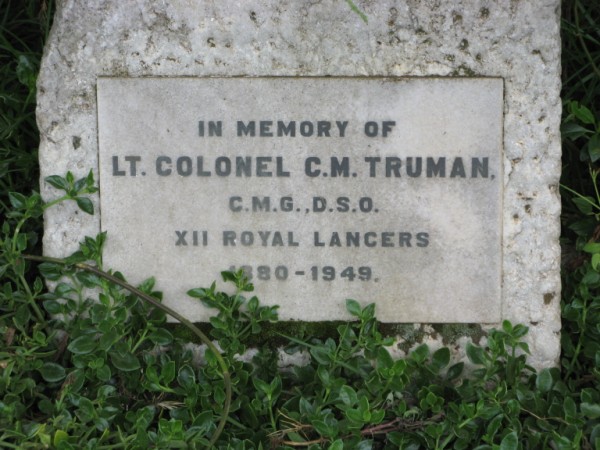 IN MEMORY OF
LT. COLONEL C.M. TRUMAN,
C.M.G., D.S.O.
XII ROYAL LANCERS
1880-1949.